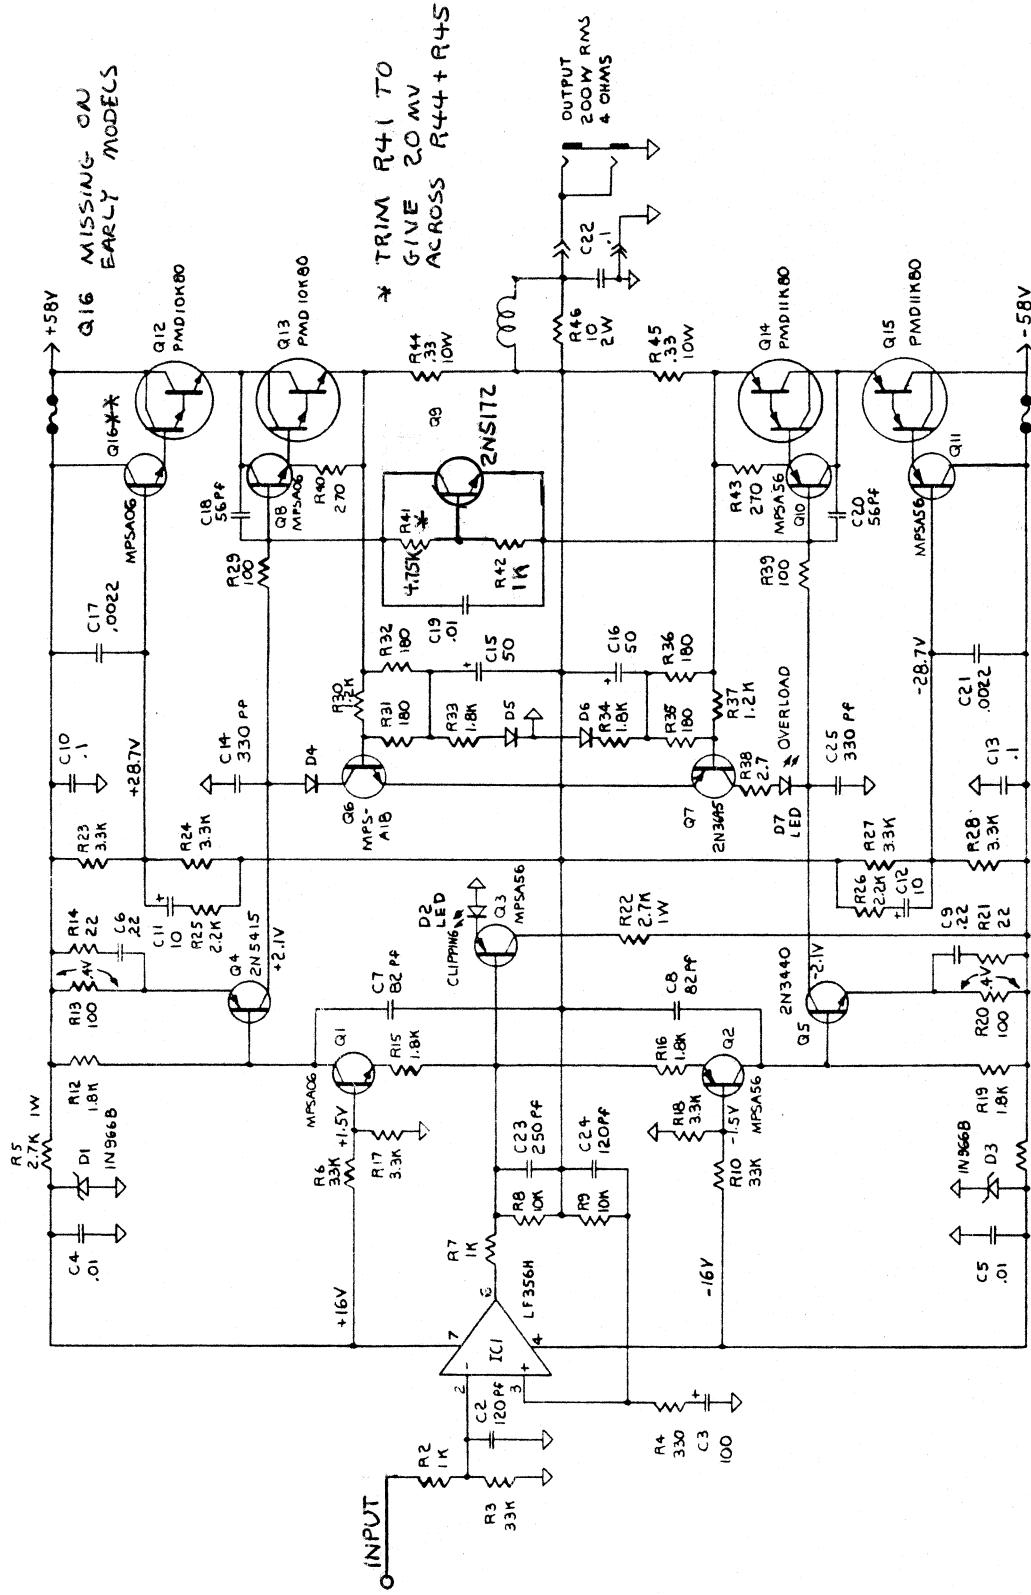 Q16 MISSING ON
EARLY MODELS
* TRIM R41 TO
GIVE 20 MV
ACROSS R44 + R45
OUTPUT
200W RMS
4 OHMS
+58V
Q12
PMD10K80
Q13
PMD10K80
R44
.33
10W
R46
10
2W
C22
.1
R45
.33
10W
Q14
PMD11K80
Q15
PMD11K80
-58V
Q16**
MPSA06
C18
56Pf
Q8
MPSA06
R40
270
Q9
2N5172
R41
*
4.75K
R42
1K
R43
270
MPSA56
Q10
C20
56Pf
Q11
MPSA56
C17
.0022
R29
100
C19
.01
R39
100
-28.7V
C21
.0022
R32
180
C15
50
C16
50
R36
180
R30
1.2K
R31
180
R33
1.8K
D5
D6
R34
1.8K
R35
180
R37
1.2K
C10
.1
+28.7V
C14
330 Pf
D4
Q6
MPS-
A18
Q7
2N3645
R38
2.7
D7
LED
OVERLOAD
C25
330 Pf
C13
.1
R23
3.3K
R24
3.3K
R27
3.3K
R28
3.3K
R14
22
C6
.22
C11
10
R25
2.2K
R26
2.2K
C12
10
C9
.22
R21
22
R13
100
.4V
Q4
2N5415
+2.1V
D2
LED
CLIPPING
Q3
MPSA56
R22
2.7K
1W
2N3440
Q5
-2.1V
R20
100
.4V
C7
82Pf
C8
82Pf
R12
1.8K
MPSA06
Q1
R15
1.8K
R16
1.8K
Q2
MPSA56
R19
1.8K
R5
2.7K 1W
D1
1N966B
R6
33K
+1.5V
R17
3.3K
C23
250Pf
C24
120Pf
R18
3.3K
-1.5V
R10
33K
1N966B
D3
C4
.01
R7
1K
R8
10K
R9
10K
C5
.01
+16V
-16V
LF356H
IC1
7
6
4
2
3
-
+
C2
120Pf
R2
1K
R3
33K
R4
330
C3
100
INPUT